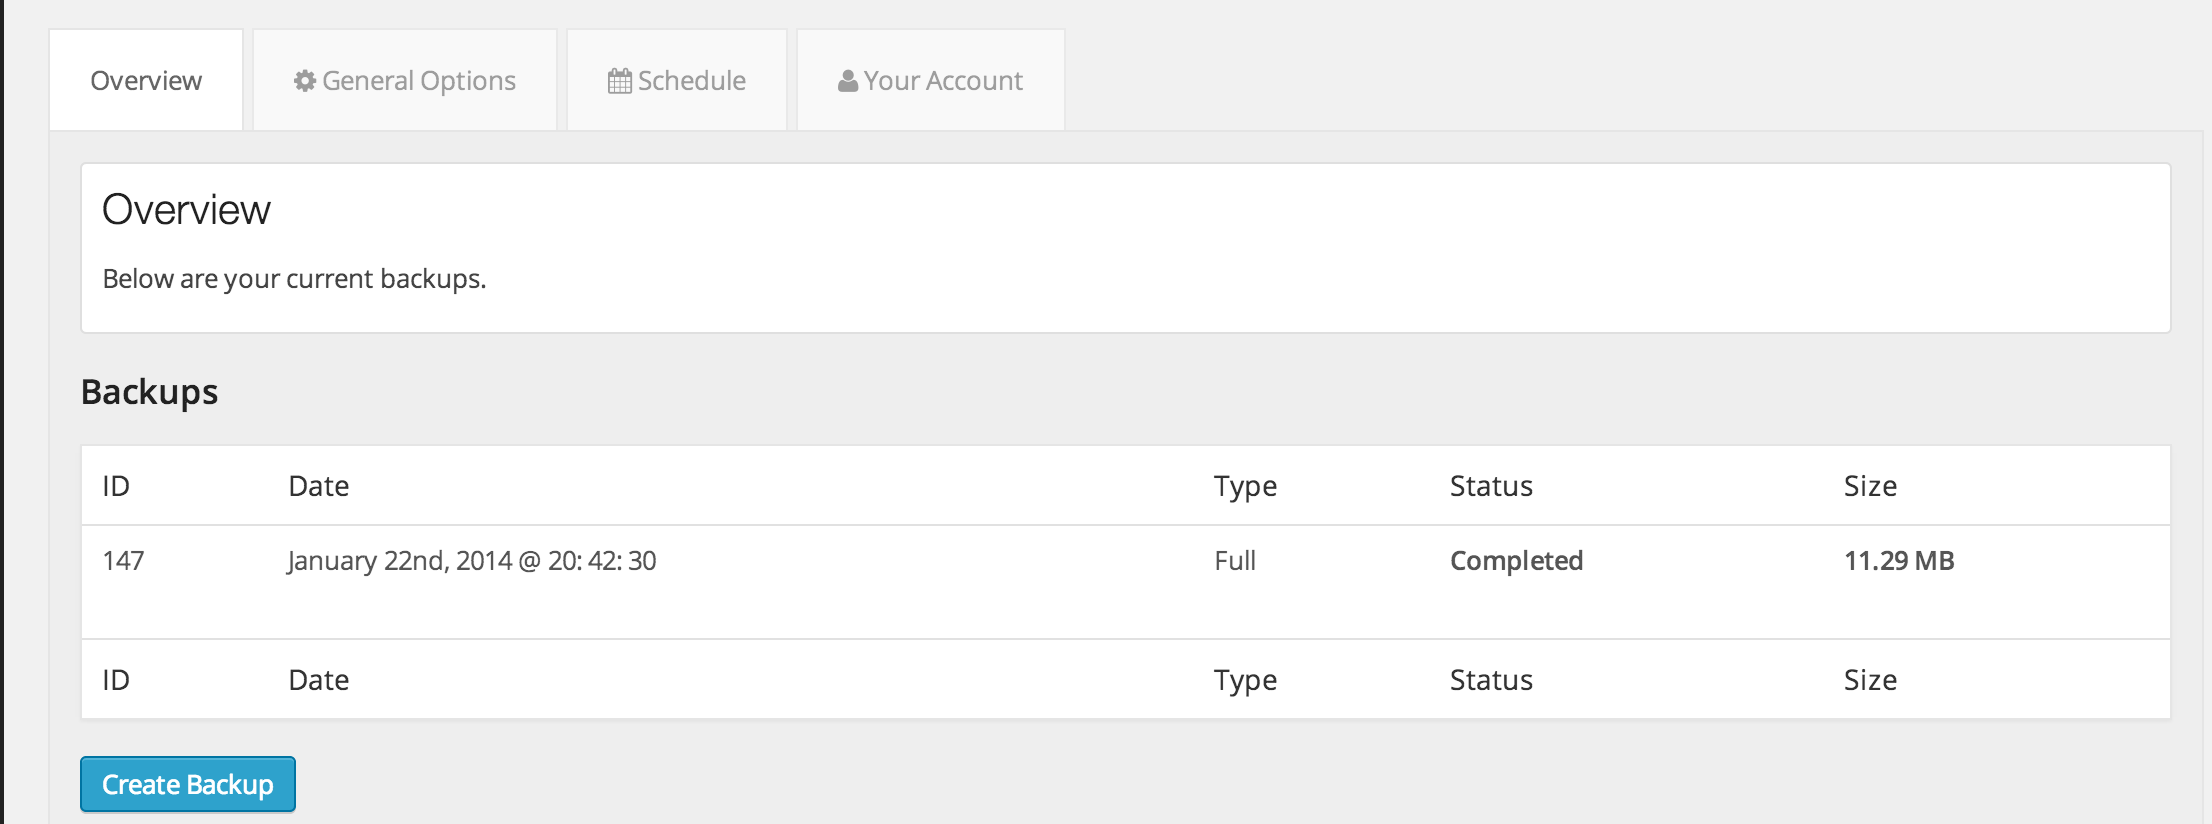 Overview General Options Schedule Your Account
Overview
Below are your current backups.
Backups
ID Date Type Status Size
147 January 22nd, 2014 @ 20: 42: 30 Full Completed 11.29 MB
ID Date Type Status Size
Create Backup